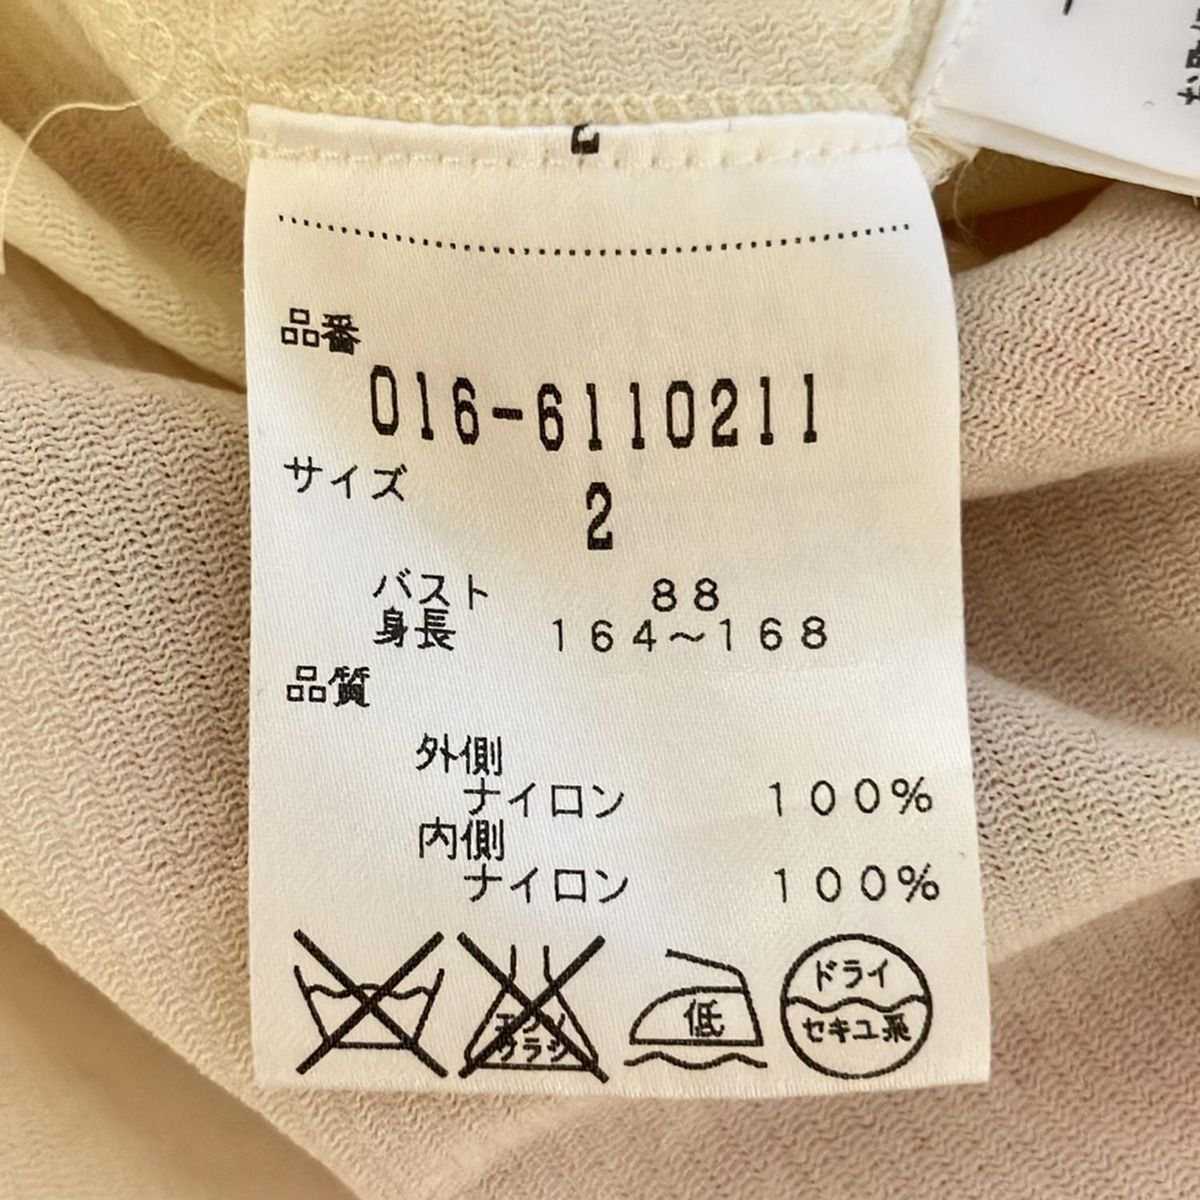 品番
016-6110211
サイズ
2
バスト 88
身長 164～168
品質
外側
ナイロン 100%
内側
ナイロン 100%
エンソ
サラシ
低
ドライ
セキユ系